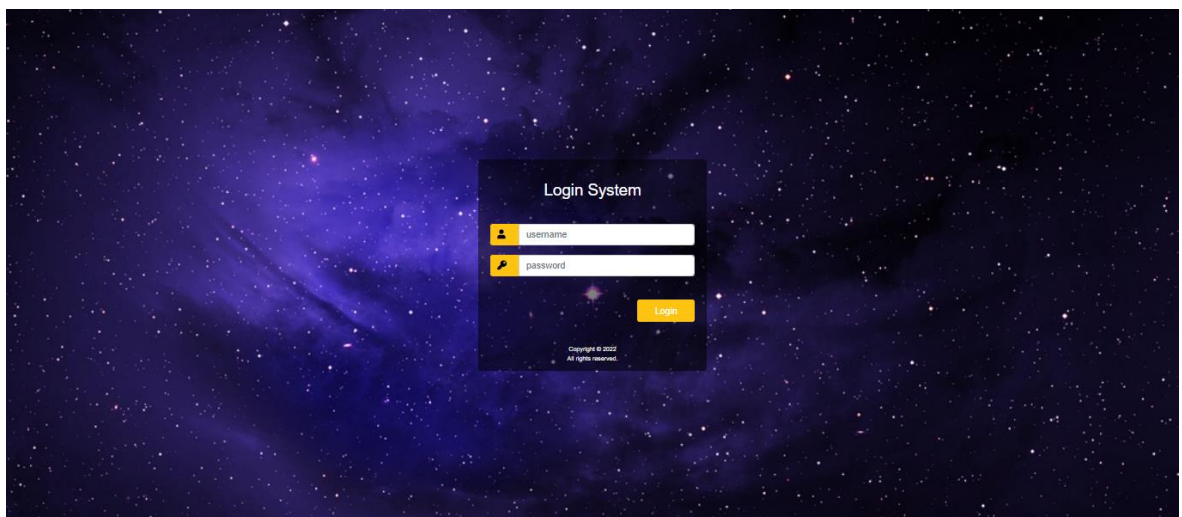 Login System
username
password
Login
Copyright © 2022
All rights reserved.